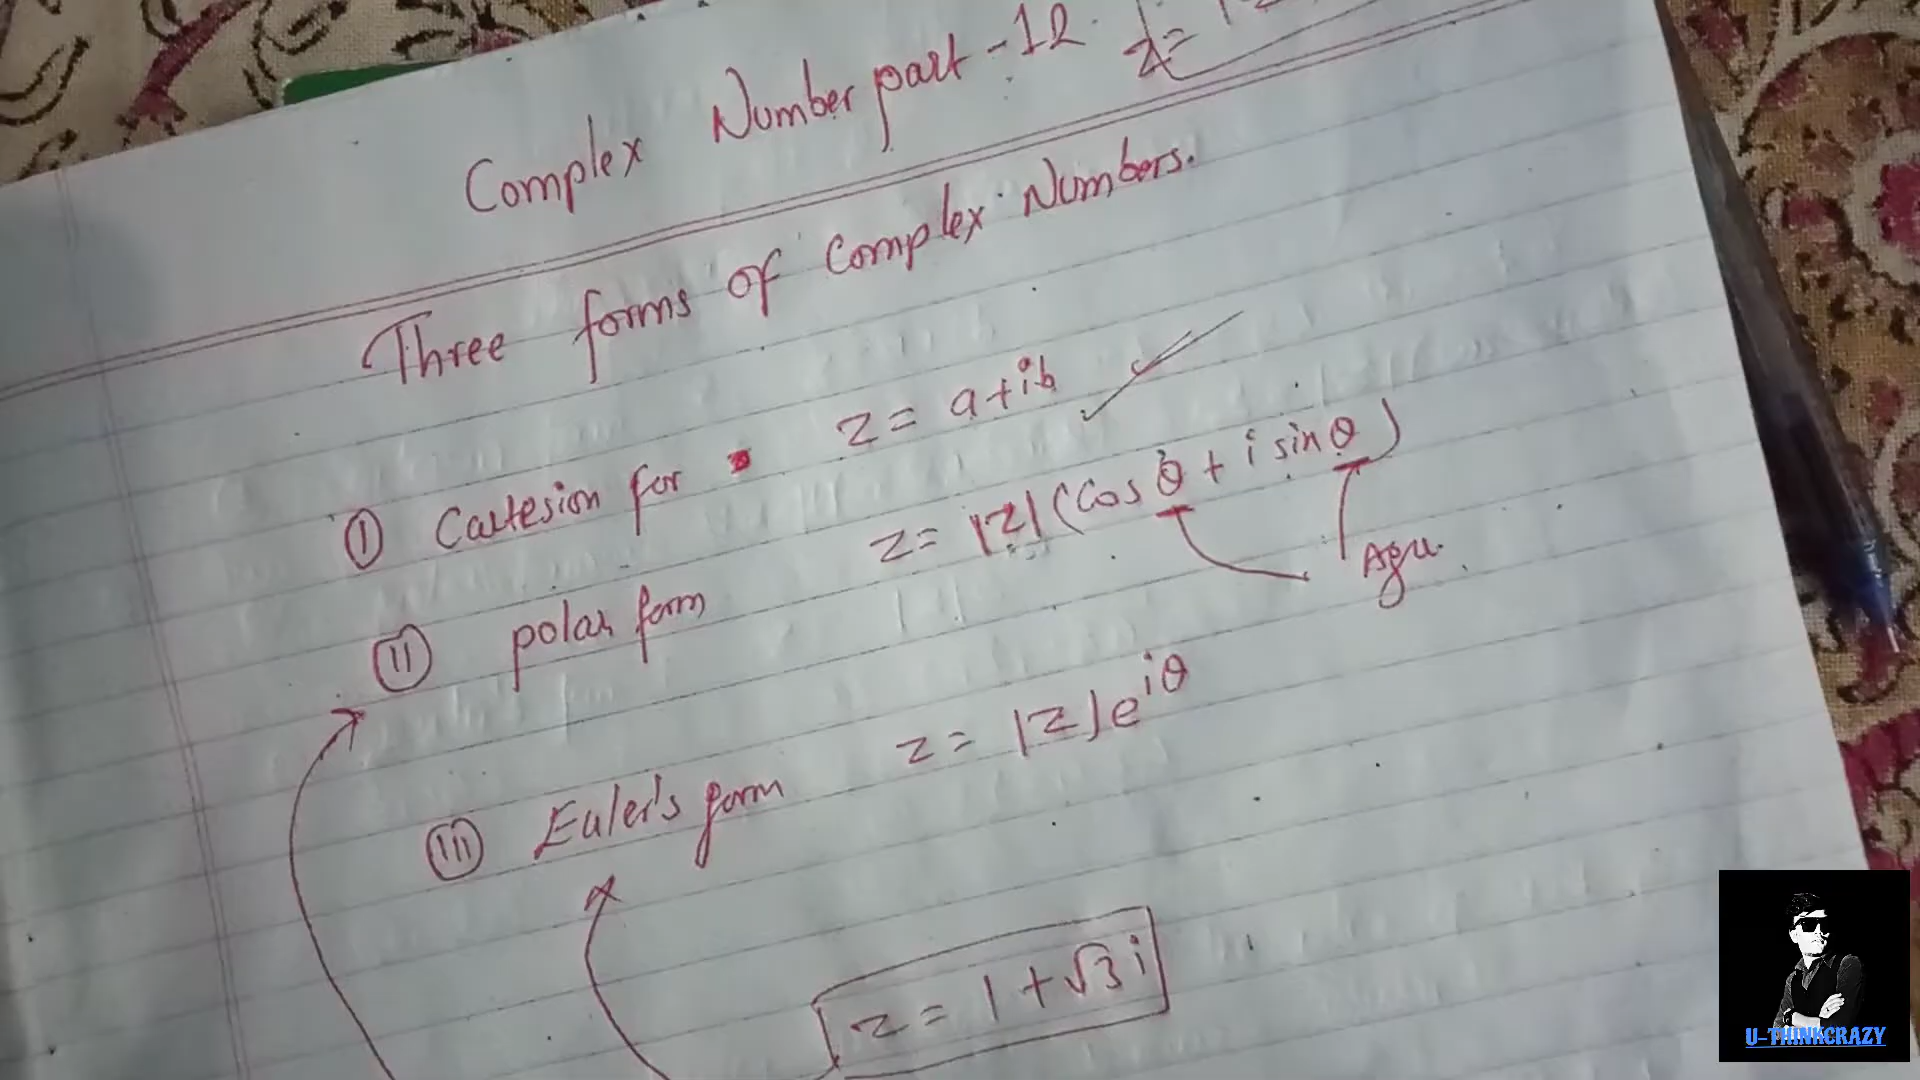 Complex Number part - 12
z =
Three forms of Complex Numbers.
(I) Cartesion for z = a+ib
(II) polar form z = |z| (Cos θ + i sin θ)
Agu.
(III) Euler's form z = |z| e^{iθ}
z = 1 + √3 i
U-THINKCRAZY